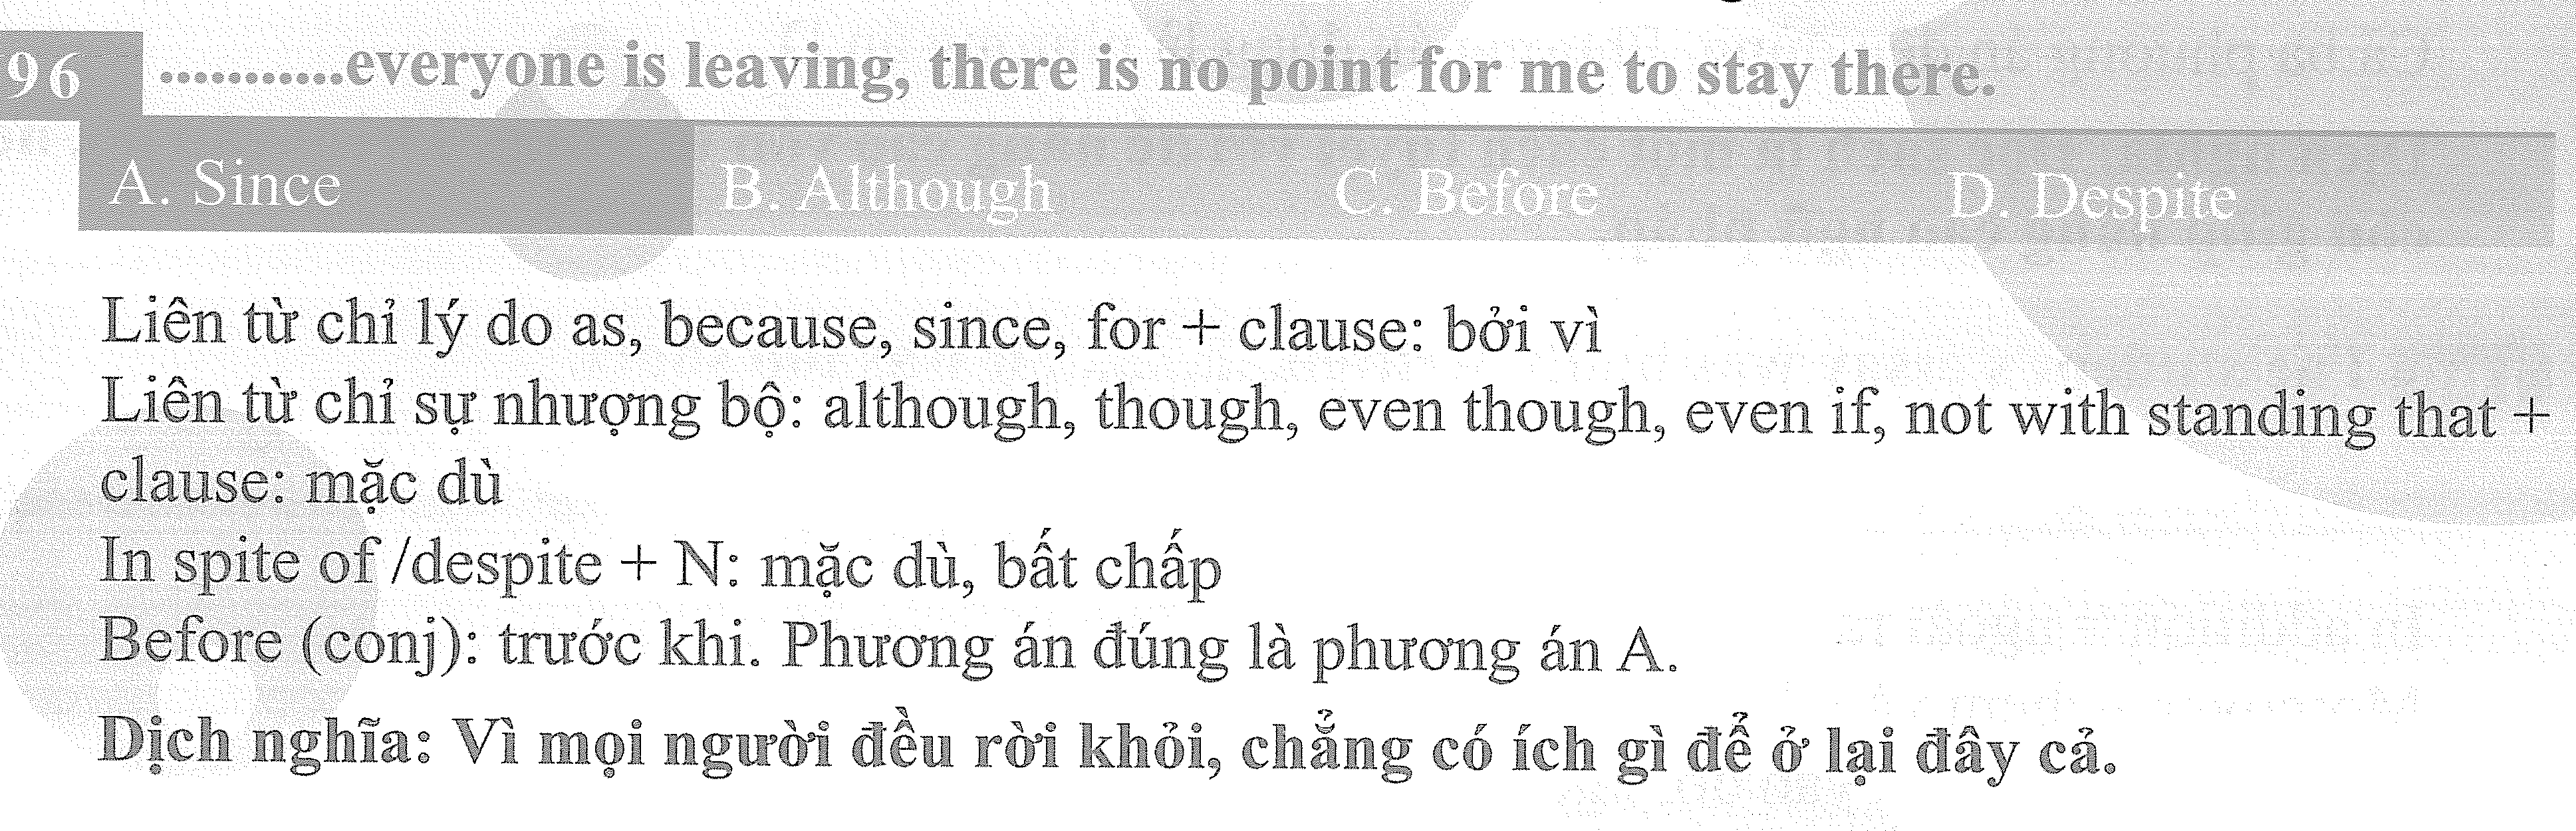 96 ...........everyone is leaving, there is no point for me to stay there.
A. Since B. Although C. Before D. Despite
Liên từ chỉ lý do as, because, since, for + clause: bởi vì
Liên từ chỉ sự nhượng bộ: although, though, even though, even if, not with standing that +
clause: mặc dù
In spite of /despite + N: mặc dù, bất chấp
Before (conj): trước khi. Phương án đúng là phương án A.
Dịch nghĩa: Vì mọi người đều rời khỏi, chẳng có ích gì để ở lại đây cả.